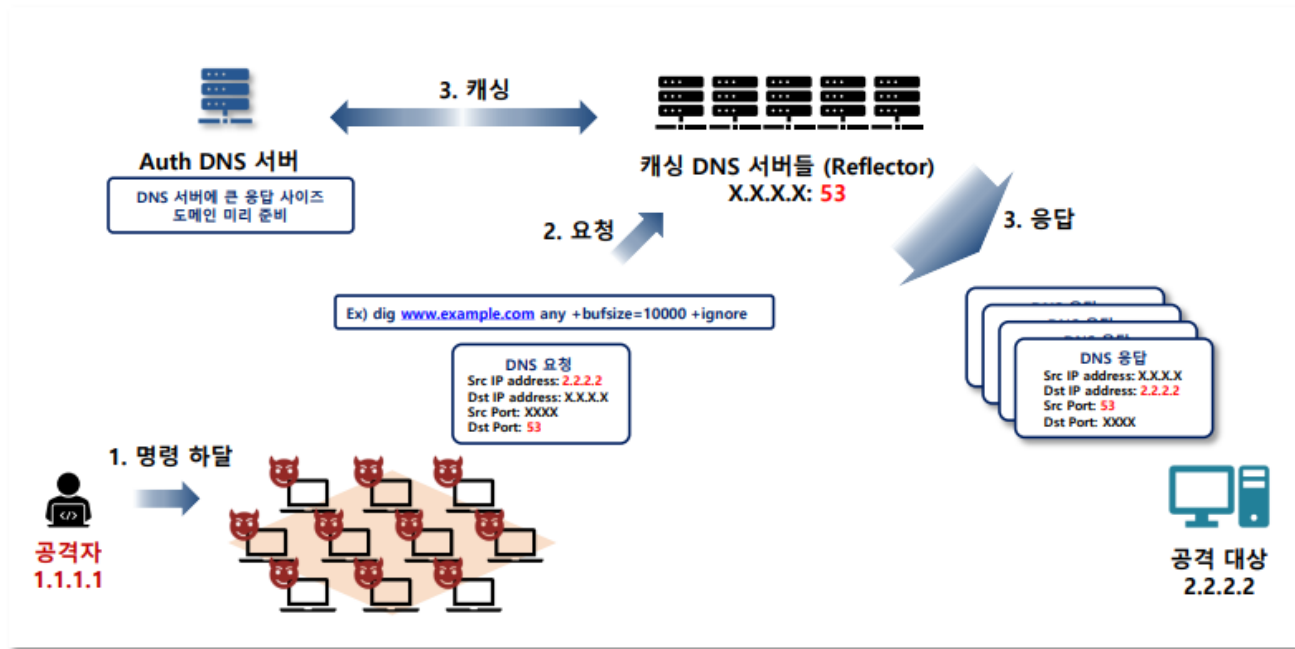 3. 캐싱
Auth DNS 서버
DNS 서버에 큰 응답 사이즈
도메인 미리 준비
캐싱 DNS 서버들 (Reflector)
X.X.X.X: 53
2. 요청
3. 응답
Ex) dig www.example.com any +bufsize=10000 +ignore
DNS 요청
Src IP address: 2.2.2.2
Dst IP address: X.X.X.X
Src Port: XXXX
Dst Port: 53
DNS 응답
Src IP address: X.X.X.X
Dst IP address: 2.2.2.2
Src Port: 53
Dst Port: XXXX
1. 명령 하달
공격자
1.1.1.1
공격 대상
2.2.2.2